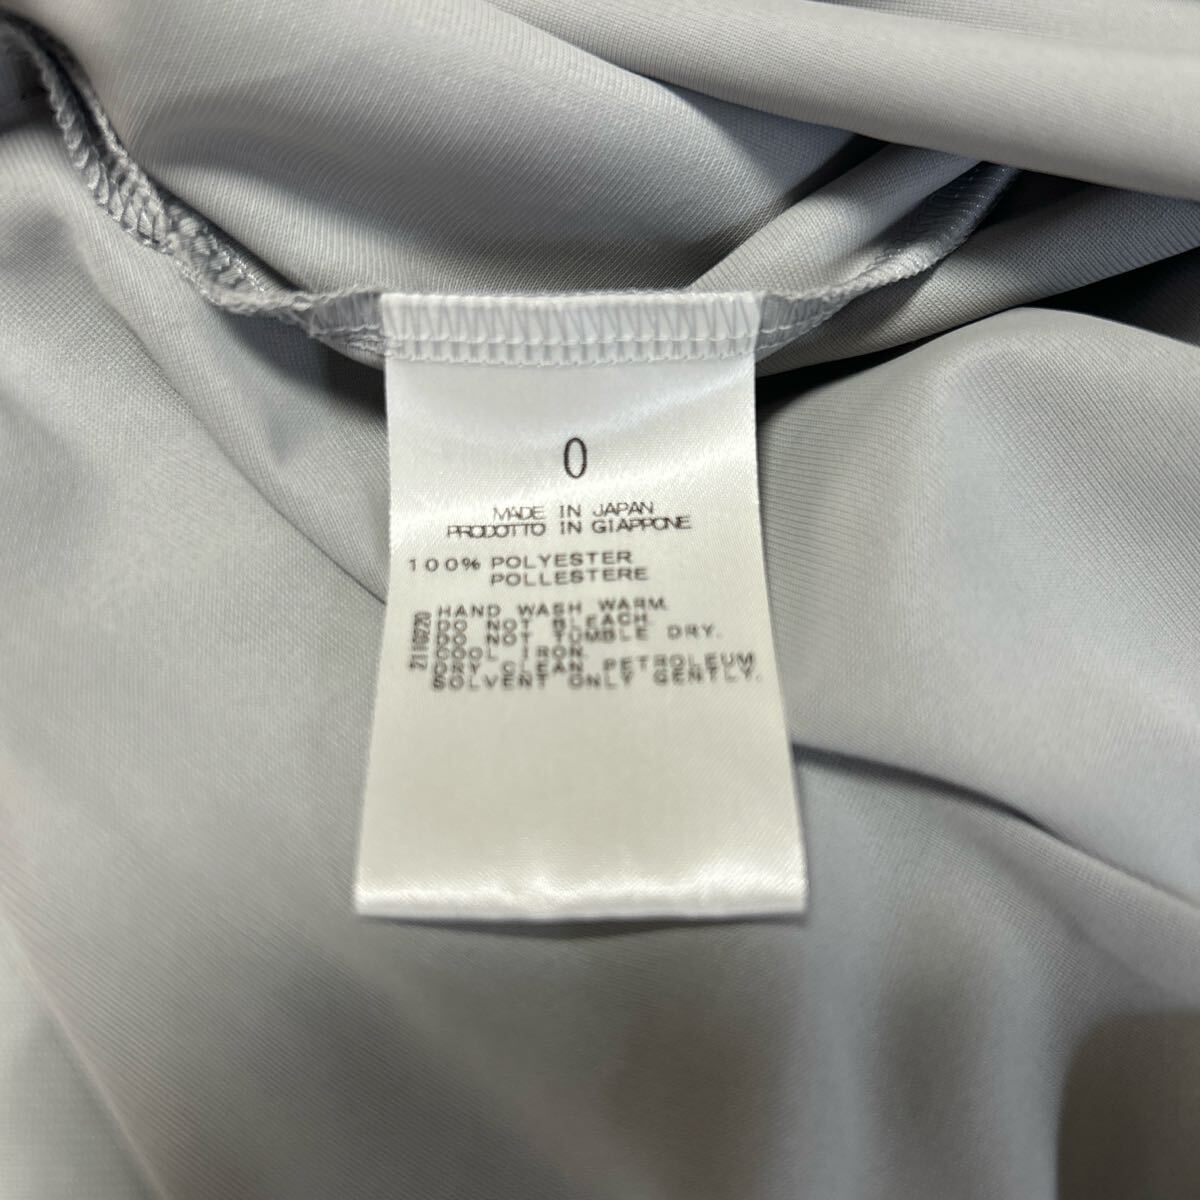 0
MADE IN JAPAN
PRODOTTO IN GIAPPONE
100% POLYESTER
POLLESTERE
HAND WASH WARM.
DO NOT BLEACH.
DO NOT TUMBLE DRY.
COOL IRON.
DRY CLEAN, PETROLEUM
SOLVENT ONLY GENTLY.